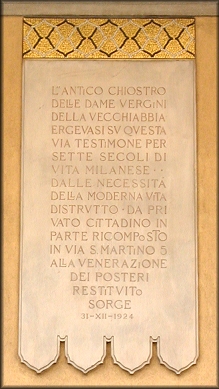 L'ANTICO CHIOSTRO
DELLE DAME VERGINI
DELLA VECCHIABBIA
ERGEVASI SV QVESTA
VIA TESTIMONE PER
SETTE SECOLI DI
VITA MILANESE · ·
DALLE NECESSITÀ
DELLA MODERNA VITA
DISTRVTTO · DA PRI
VATO CITTADINO IN
PARTE RICOMPOSTO
IN VIA S MARTINO 5
ALLA VENERAZIONE
DEI POSTERI
RESTITVITO
SORGE
31-XII-1924